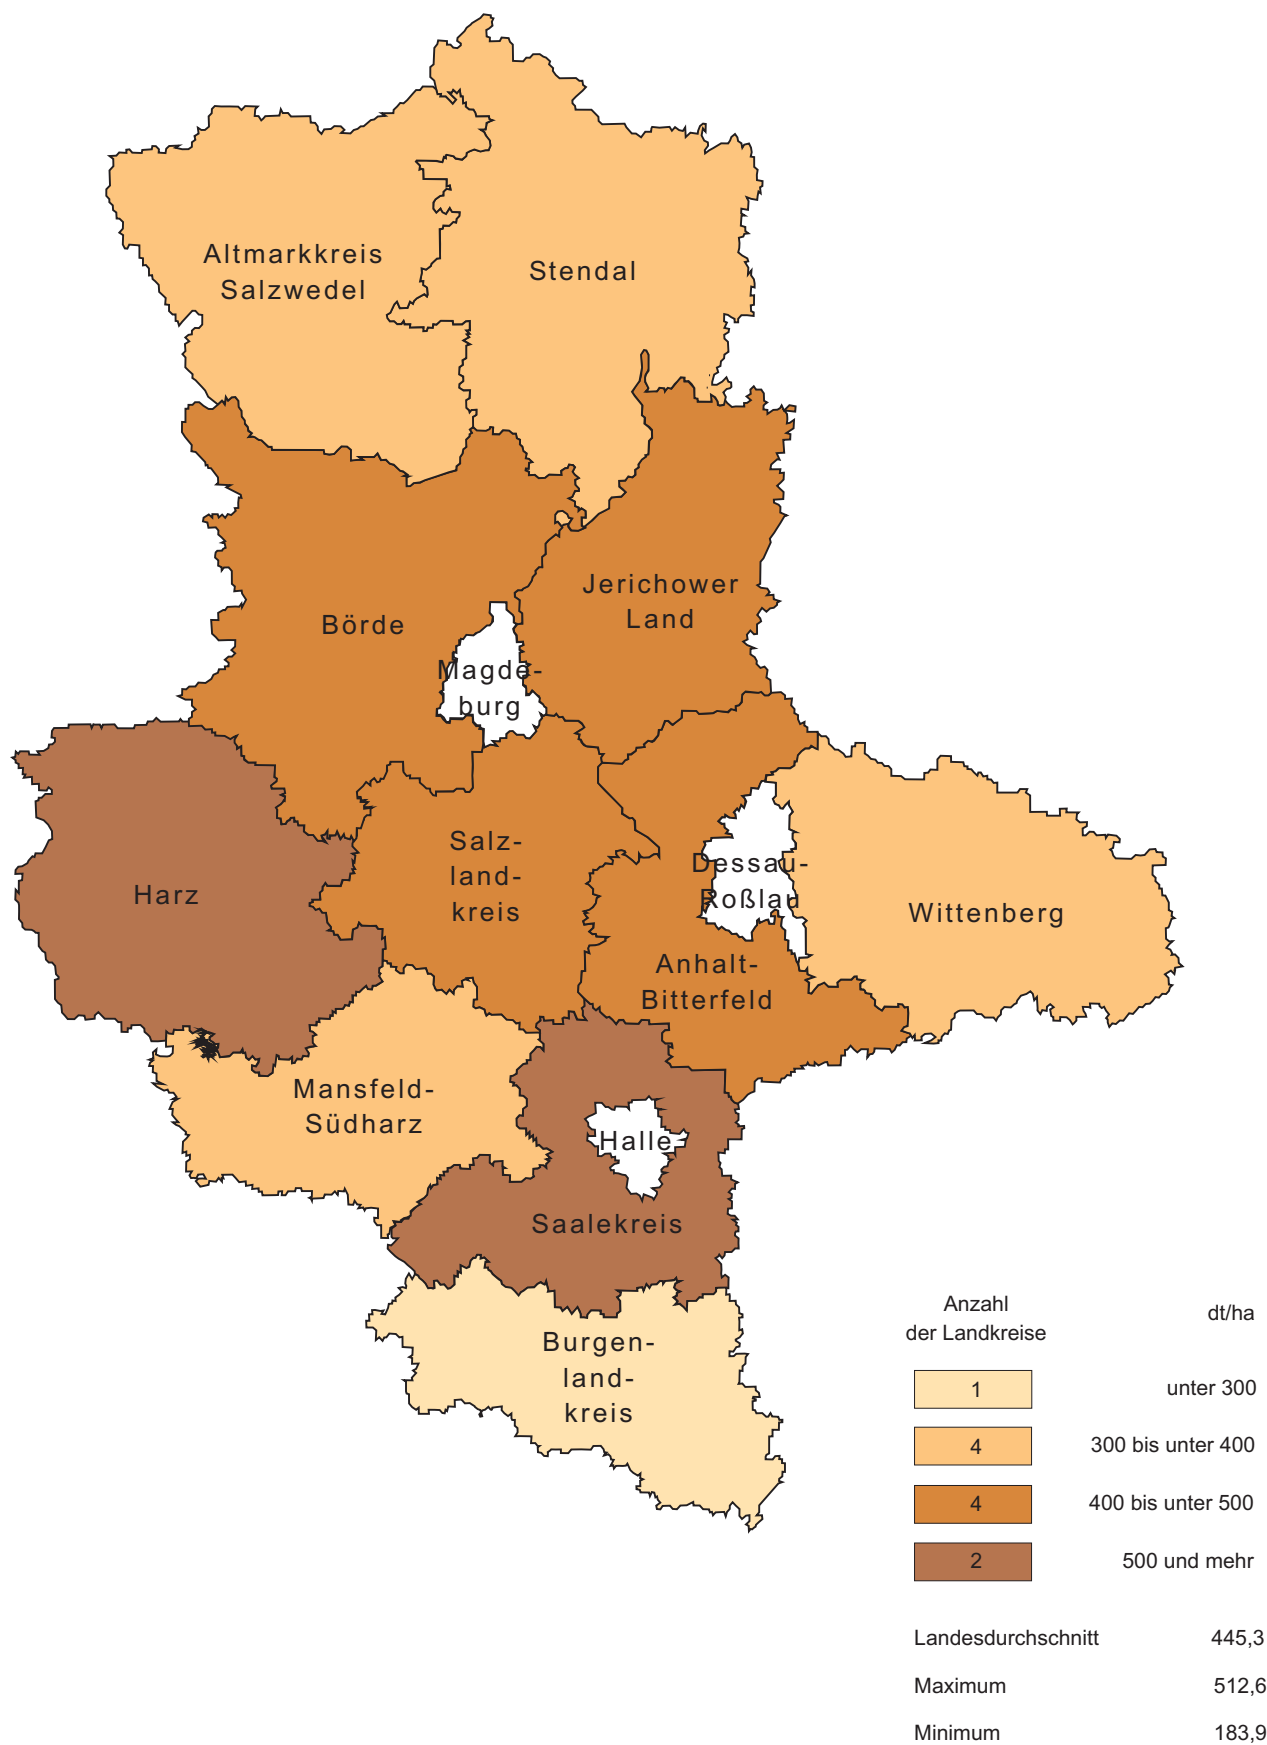 Altmarkkreis
Salzwedel
Stendal
Jerichower
Land
Börde
Magde-
burg
Salz-
land-
kreis
Dessau-
Roßlau
Harz
Wittenberg
Anhalt-
Bitterfeld
Mansfeld-
Südharz
Halle
Saalekreis
Burgen-
land-
kreis
Anzahl
der Landkreise
dt/ha
1 unter 300
4 300 bis unter 400
4 400 bis unter 500
2 500 und mehr
Landesdurchschnitt 445,3
Maximum 512,6
Minimum 183,9